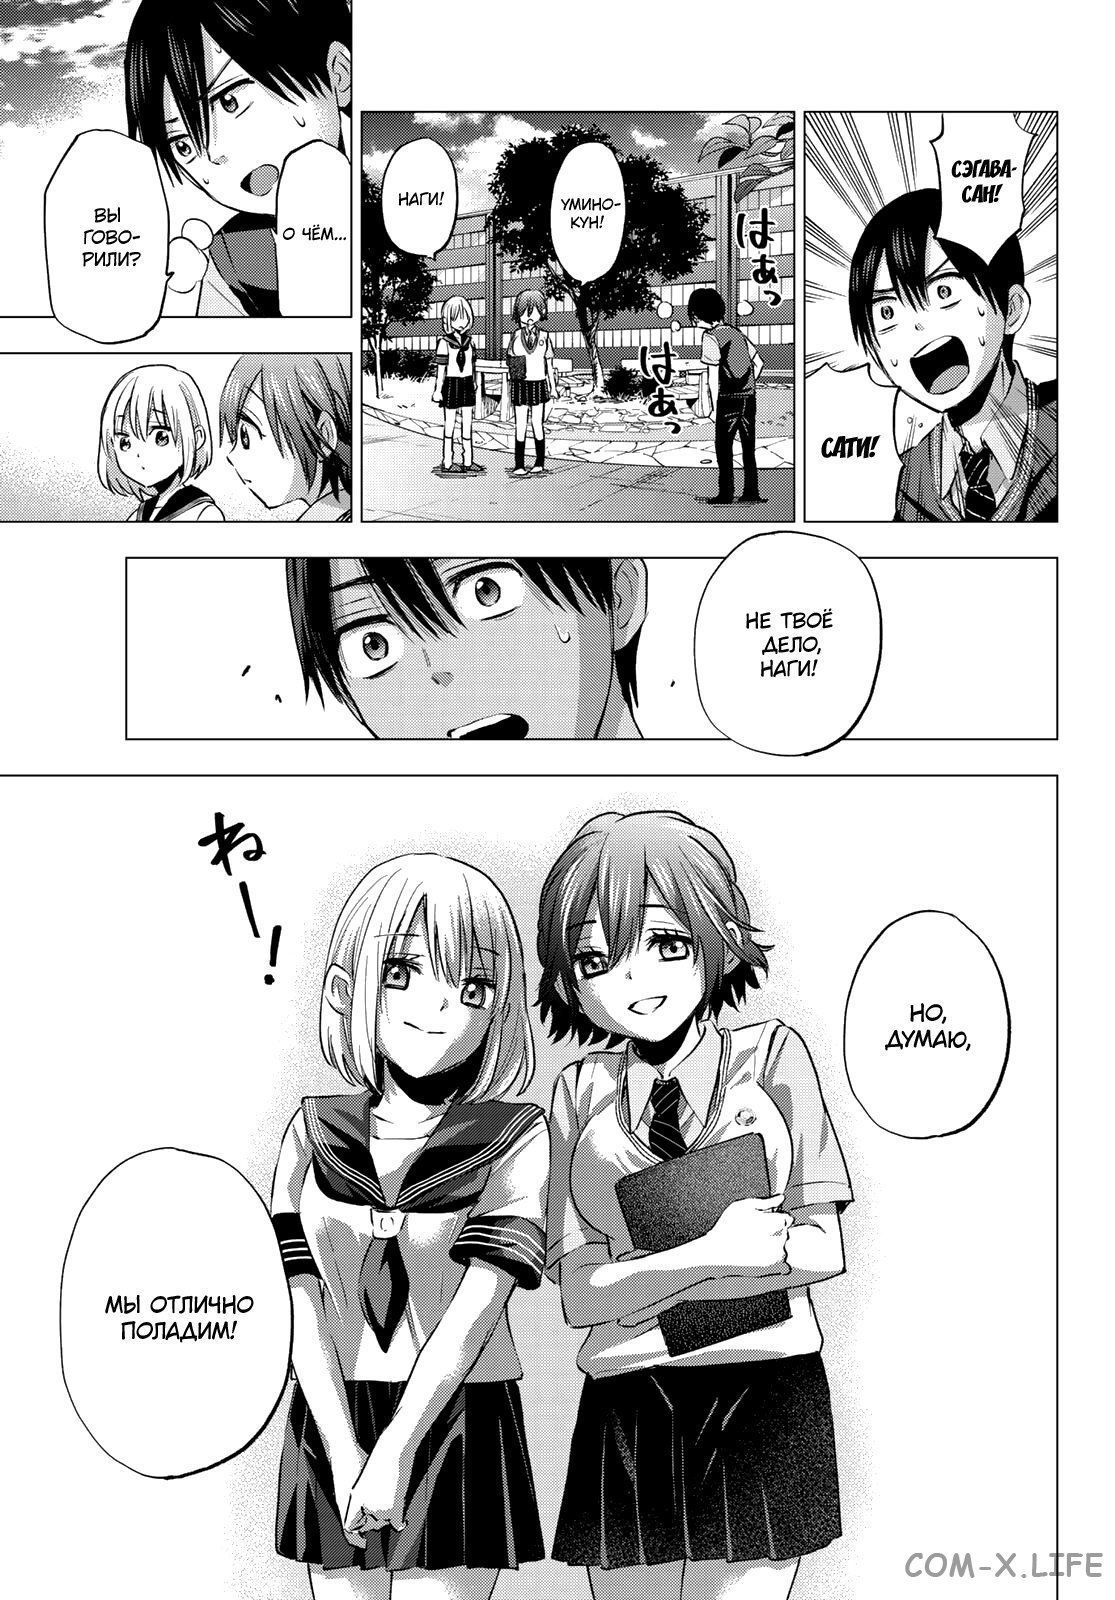 СЭГАВА-
САН!
САТИ!
УМИНО-
КУН!
НАГИ!
はぁっ
はぁっ
О ЧЁМ...
ВЫ
ГОВО-
РИЛИ?
НЕ ТВОЁ
ДЕЛО,
НАГИ!
НО,
ДУМАЮ,
ねー!
МЫ ОТЛИЧНО
ПОЛАДИМ!
COM-X.LIFE